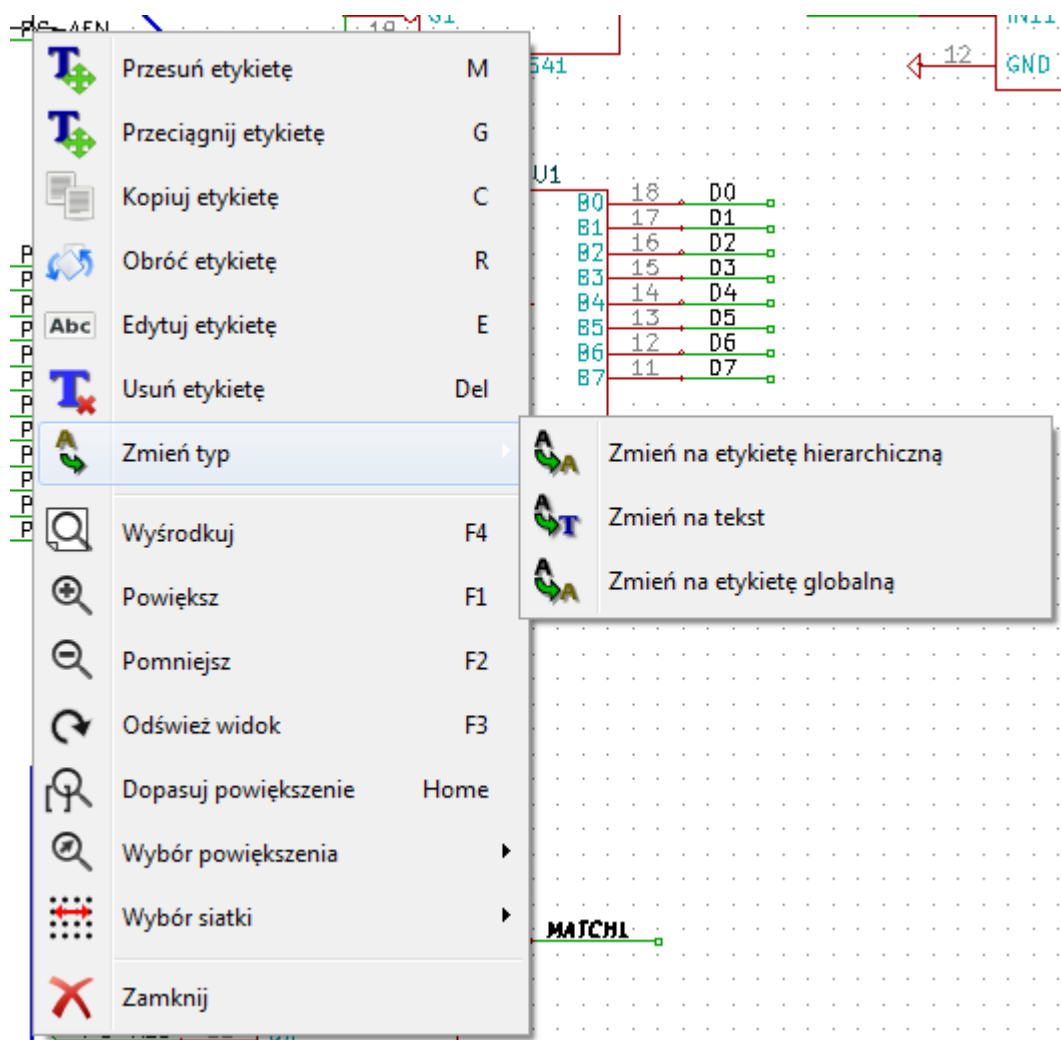 19
G1
541
12
GND
Przesuń etykietę M
Przeciągnij etykietę G
Kopiuj etykietę C
Obróć etykietę R
Abc Edytuj etykietę E
Usuń etykietę Del
Zmień typ
Wyśrodkuj F4
Powiększ F1
Pomniejsz F2
Odśwież widok F3
Dopasuj powiększenie Home
Wybór powiększenia
Wybór siatki
Zamknij
Zmień na etykietę hierarchiczną
Zmień na tekst
Zmień na etykietę globalną
U1
B0 18 D0
B1 17 D1
B2 16 D2
B3 15 D3
B4 14 D4
B5 13 D5
B6 12 D6
B7 11 D7
MATCH1